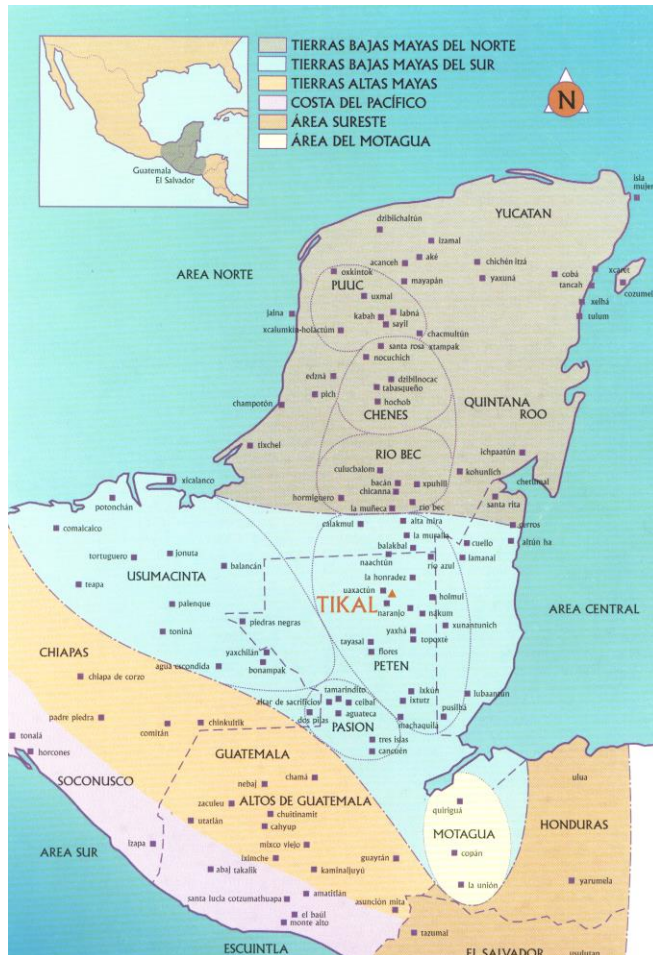 TIERRAS BAJAS MAYAS DEL NORTE
TIERRAS BAJAS MAYAS DEL SUR
TIERRAS ALTAS MAYAS
COSTA DEL PACÍFICO
ÁREA SURESTE
ÁREA DEL MOTAGUA
N
Guatemala
El Salvador
isla
mujer
YUCATAN
dzibilchaltún
izamal
aké
acanceh
chichén itzá
AREA NORTE
oxkintok
cobá
xcaret
PUUC
mayapán
yaxuná
tancah
cozumel
uxmal
xelhá
jaina
labná
kabah
tulum
sayil
xcalumkin-holactúm
chacmultún
santa rosa xtampak
nocuchich
edzná
dzibilnocac
tabasqueño
pich
hochob
QUINTANA
ROO
champotón
CHENES
tixchel
RIO BEC
ichpaatún
culucbalom
kohunlich
xicalanco
bacán
xpuhill
chetumal
chicanna
potonchán
hormiguero
rio bec
santa rita
la muñeca
calakmul
alta mira
cerros
comalcalco
la muralla
cuello
altún ha
balakbal
jonuta
tortuguero
naachtún
rio azul
lamanai
balancán
USUMACINTA
la honradez
teapa
uaxactún
holmul
palenque
TIKAL
AREA CENTRAL
naranjo
nakum
piedras negras
xunantunich
toniná
yaxhá
tayasal
topoxté
yaxchilán
flores
CHIAPAS
bonampak
PETEN
agua escondida
chiapa de corzo
tamarindito
ixkún
lubaantún
altar de sacrificios
ceibal
ixtutz
padre piedra
aguateca
pusilhá
dos pilas
machaquila
chinkultik
PASION
comitán
tonalá
tres islas
horcones
cancuén
GUATEMALA
SOCONUSCO
chamá
ulua
nebaj
zaculeu
ALTOS DE GUATEMALA
quiriguá
chuitinamit
HONDURAS
utatlán
cahyup
MOTAGUA
mixco viejo
izapa
AREA SUR
copán
iximche
guaytán
abaj
takalik
kaminaljuyú
la unión
yarumela
amatitlán
santa lucia cotzumathuapa
asunción mita
el baúl
monte alto
tazumal
ESCUINTLA
EL SALVADOR